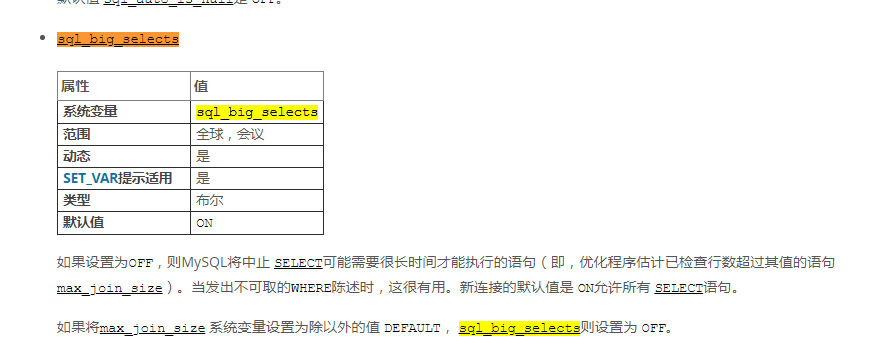 默认值 sql_auto_is_null是 OFF。
sql_big_selects
属性 值
系统变量 sql_big_selects
范围 全球，会议
动态 是
SET_VAR提示适用 是
类型 布尔
默认值 ON
如果设置为OFF，则MySQL将中止 SELECT可能需要很长时间才能执行的语句（即，优化程序估计已检查行数超过其值的语句
max_join_size）。当发出不可取的WHERE陈述时，这很有用。新连接的默认值是 ON允许所有 SELECT语句。
如果将max_join_size 系统变量设置为除以外的值 DEFAULT， sql_big_selects则设置为 OFF。